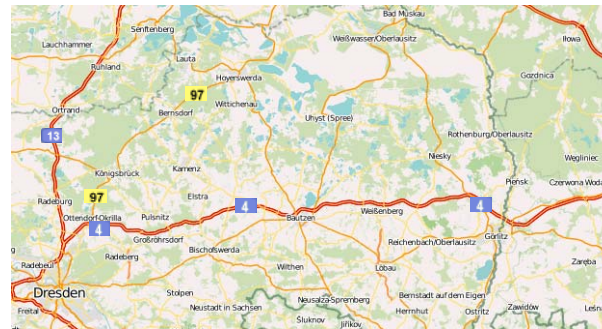 Bad Muskau
Senftenberg
Lauchhammer
Weißwasser/Oberlausitz
Iłowa
Lauta
Ruhland
Hoyerswerda
Gozdnica
97
Wittichenau
Ortrand
Bernsdorf
Uhyst (Spree)
13
Rothenburg/Oberlausitz
Niesky
Węgliniec
Königsbrück
Kamenz
Pieńsk
Czerwona Woda
97
Elstra
Radeburg
4
4
Weißenberg
Ottendorf-Okrilla
Pulsnitz
Bautzen
4
Görlitz
Großröhrsdorf
Bischofswerda
Reichenbach/Oberlausitz
Radeberg
Radebeul
Zaręba
Löbau
Wilthen
Dresden
Stolpen
Neusalza-Spremberg
Bernstadt auf dem Eigen
Freital
Neustadt in Sachsen
Herrnhut
Ostritz
Zawidów
Leśna
Šluknov
Jiříkov